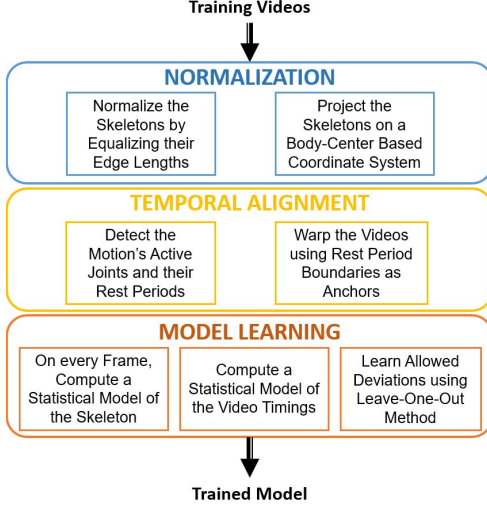 Training Videos
NORMALIZATION
Normalize the
Skeletons by
Equalizing their
Edge Lengths
Project the
Skeletons on a
Body-Center Based
Coordinate System
TEMPORAL ALIGNMENT
Detect the
Motion's Active
Joints and their
Rest Periods
Warp the Videos
using Rest Period
Boundaries as
Anchors
MODEL LEARNING
On every Frame,
Compute a
Statistical Model of
the Skeleton
Compute a
Statistical Model of
the Video Timings
Learn Allowed
Deviations using
Leave-One-Out
Method
Trained Model